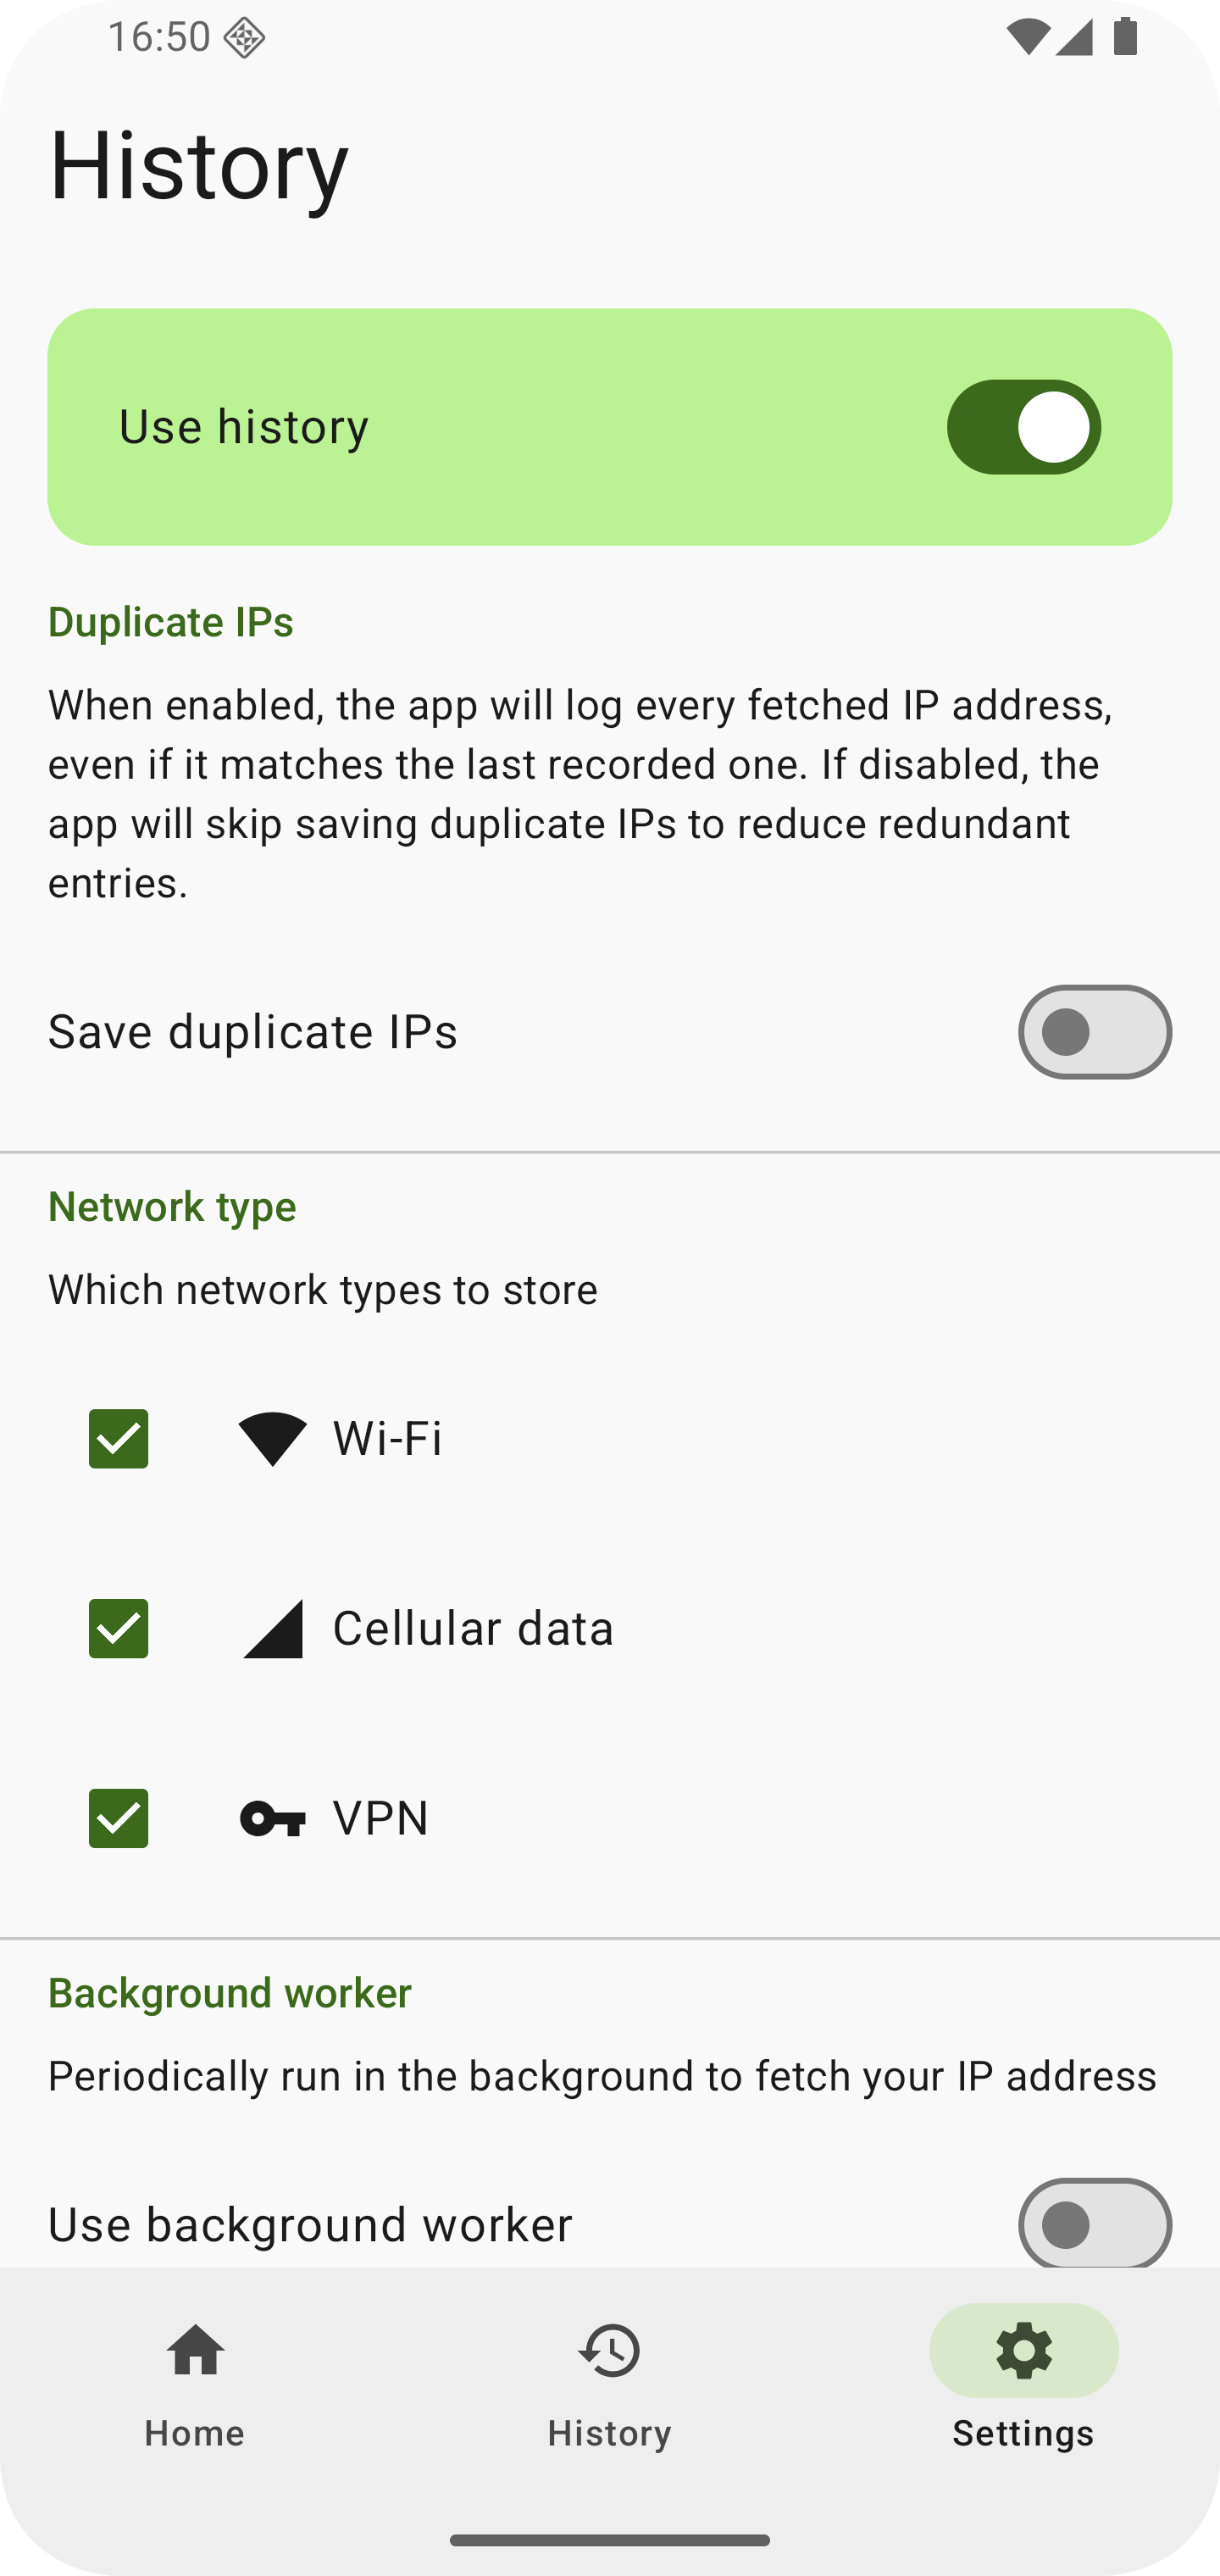 16:50
History
Use history
Duplicate IPs
When enabled, the app will log every fetched IP address,
even if it matches the last recorded one. If disabled, the
app will skip saving duplicate IPs to reduce redundant
entries.
Save duplicate IPs
Network type
Which network types to store
Wi-Fi
Cellular data
VPN
Background worker
Periodically run in the background to fetch your IP address
Use background worker
Home
History
Settings